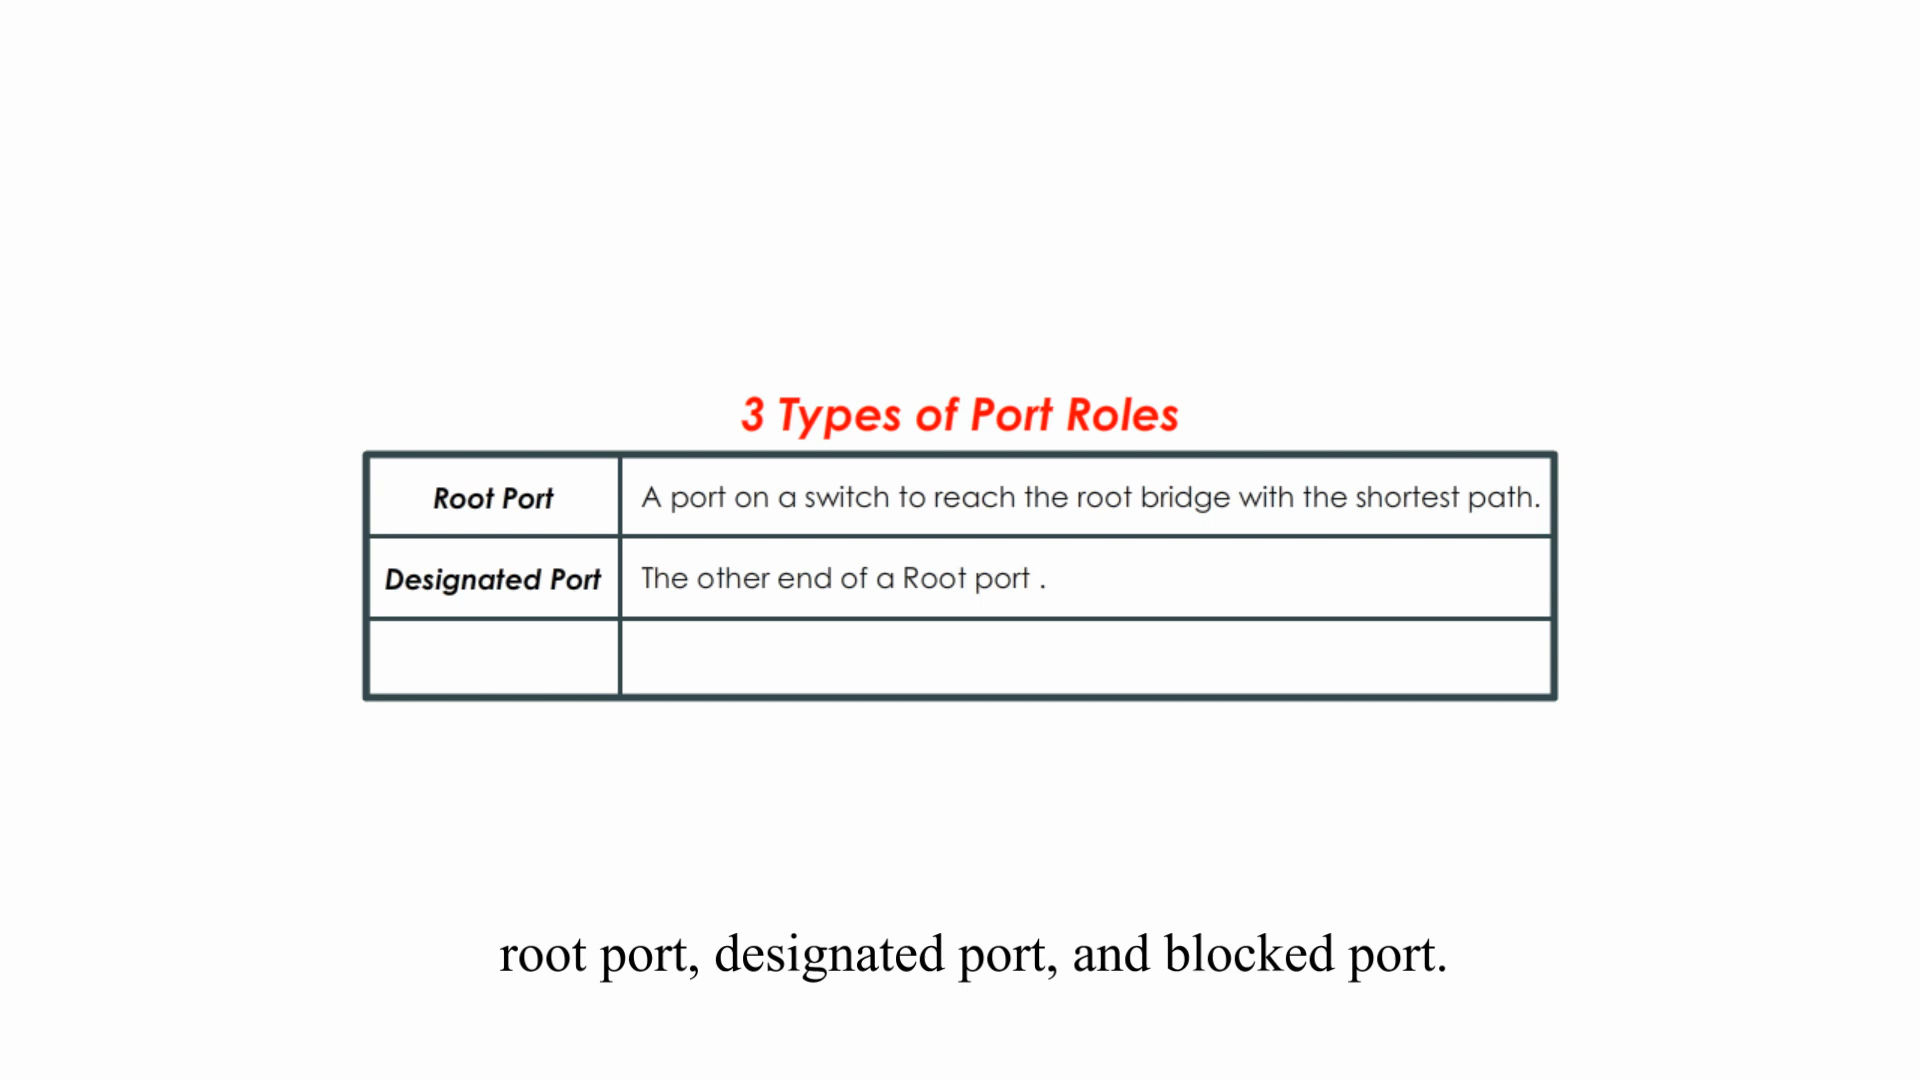 3 Types of Port Roles
Root Port A port on a switch to reach the root bridge with the shortest path.
Designated Port The other end of a Root port .
root port, designated port, and blocked port.